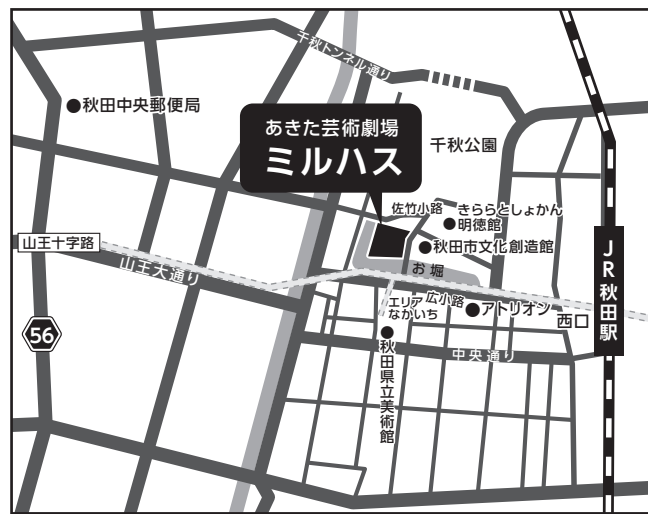 千秋トンネル通り
秋田中央郵便局
あきた芸術劇場
ミルハス
千秋公園
佐竹小路
きららとしょかん
明徳館
秋田市文化創造館
山王十字路
山王大通り
お堀
JR秋田駅
エリア
なかいち
広小路
アトリオン
西口
56
秋田県立美術館
中央通り